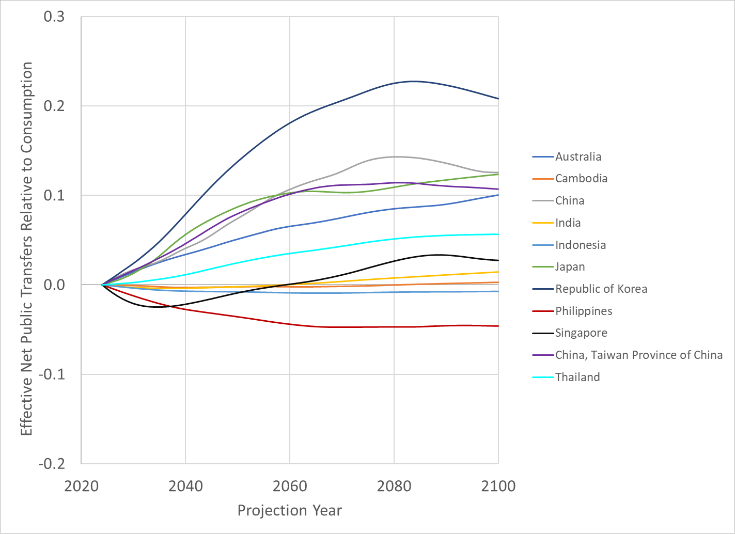 Effective Net Public Transfers Relative to Consumption
0.3
0.2
0.1
0.0
-0.1
-0.2
2020 2040 2060 2080 2100
Projection Year
Australia
Cambodia
China
India
Indonesia
Japan
Republic of Korea
Philippines
Singapore
China, Taiwan Province of China
Thailand